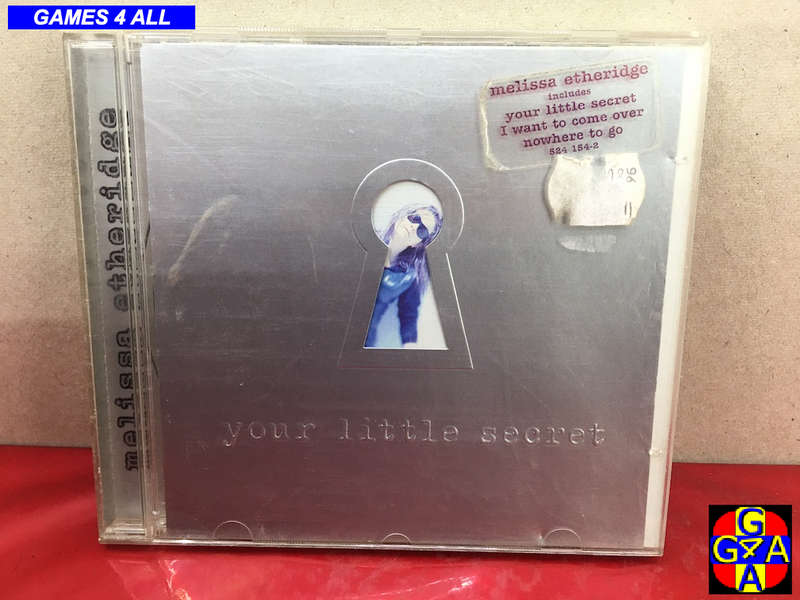 GAMES 4 ALL
melissa etheridge
melissa etheridge
includes
your little secret
I want to come over
nowhere to go
524 154-2
your little secret
G
G4A
A